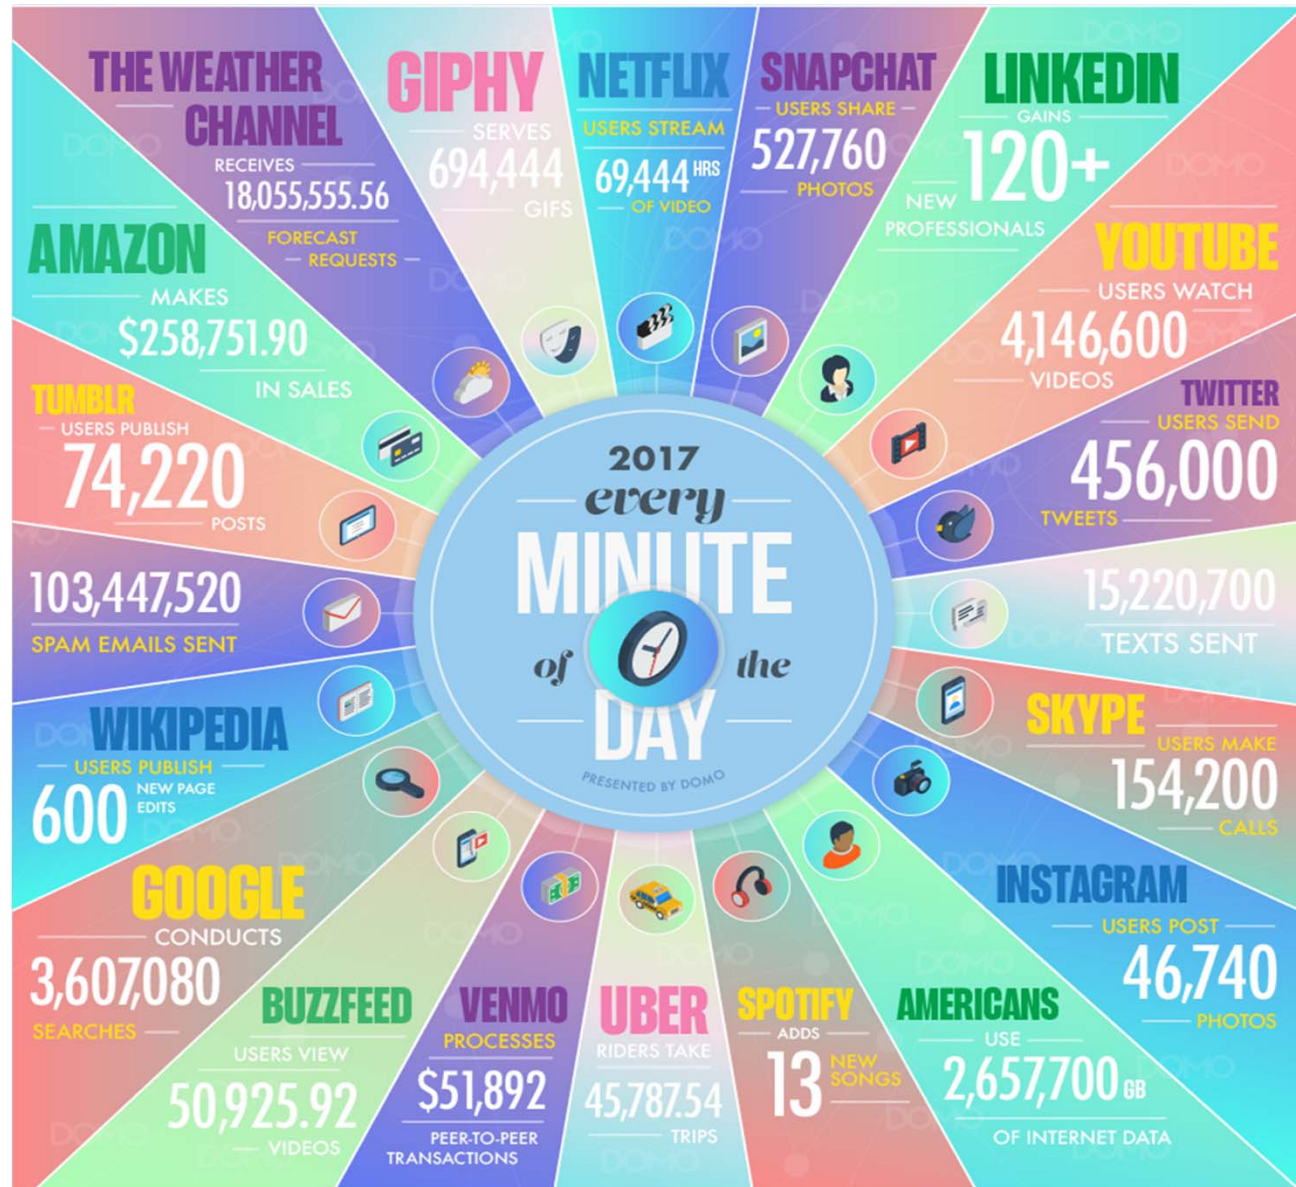 THE WEATHER
CHANNEL
RECEIVES
18,055,555.56
FORECAST
REQUESTS
GIPHY
SERVES
694,444
GIFS
NETFLIX
USERS STREAM
69,444 HRS
OF VIDEO
SNAPCHAT
USERS SHARE
527,760
PHOTOS
LINKEDIN
GAINS
120+
NEW
PROFESSIONALS
YOUTUBE
USERS WATCH
4,146,600
VIDEOS
TWITTER
USERS SEND
456,000
TWEETS
15,220,700
TEXTS SENT
SKYPE
USERS MAKE
154,200
CALLS
INSTAGRAM
USERS POST
46,740
PHOTOS
AMERICANS
USE
2,657,700 GB
OF INTERNET DATA
SPOTIFY
ADDS
13 NEW
SONGS
UBER
RIDERS TAKE
45,787.54
TRIPS
VENMO
PROCESSES
$51,892
PEER-TO-PEER
TRANSACTIONS
BUZZFEED
USERS VIEW
50,925.92
VIDEOS
GOOGLE
CONDUCTS
3,607,080
SEARCHES
WIKIPEDIA
USERS PUBLISH
600 NEW PAGE
EDITS
103,447,520
SPAM EMAILS SENT
TUMBLR
USERS PUBLISH
74,220
POSTS
AMAZON
MAKES
$258,751.90
IN SALES
2017
every
MINUTE
of the
DAY
PRESENTED BY DOMO
DOMO